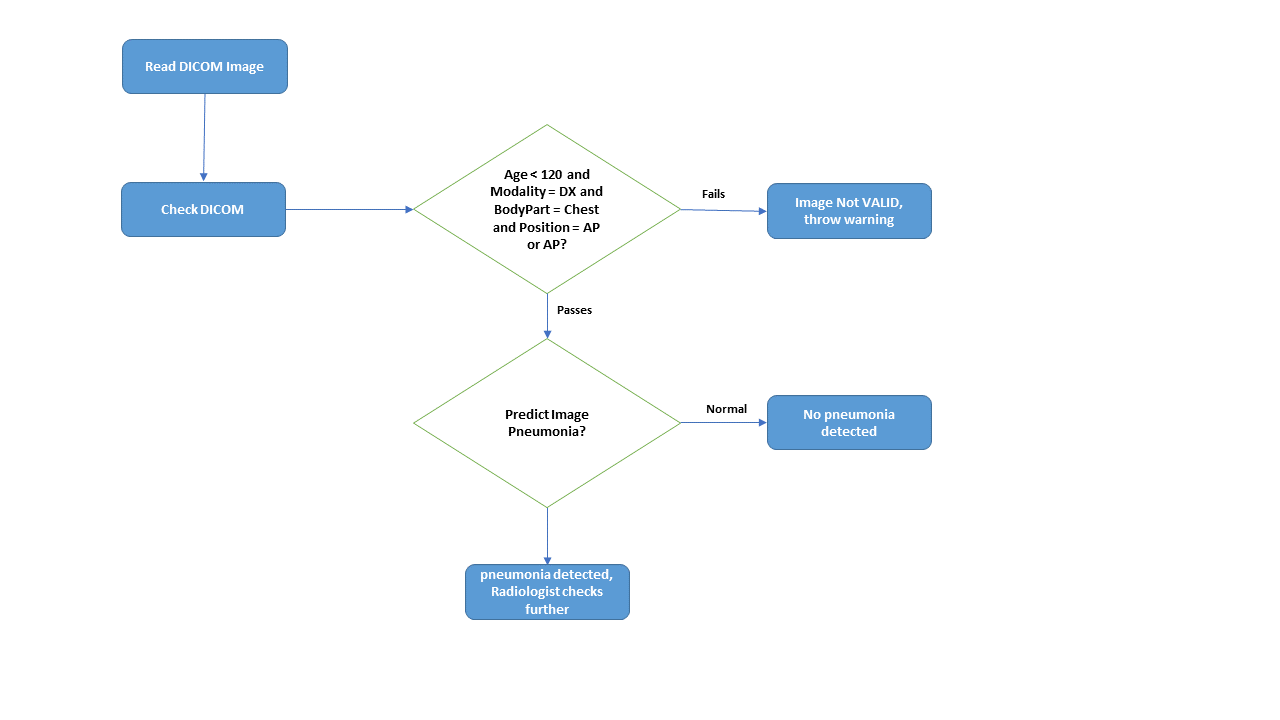 Read DICOM Image
Check DICOM
Age < 120 and
Modality = DX and
BodyPart = Chest
and Position = AP
or AP?
Fails
Image Not VALID,
throw warning
Passes
Predict Image
Pneumonia?
Normal
No pneumonia
detected
pneumonia detected,
Radiologist checks
further